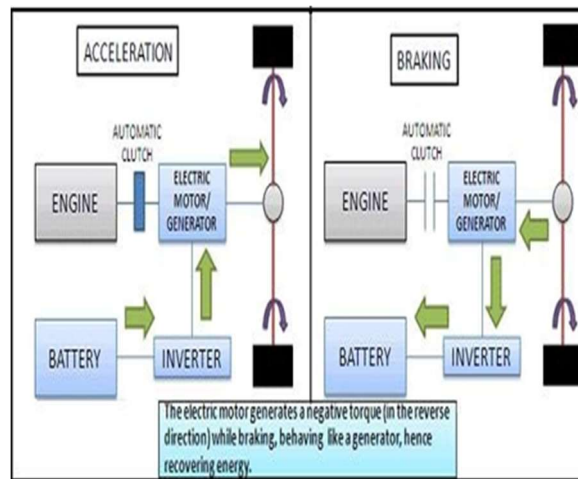 ACCELERATION
AUTOMATIC
CLUTCH
ENGINE
ELECTRIC
MOTOR/
GENERATOR
BATTERY
INVERTER
BRAKING
AUTOMATIC
CLUTCH
ENGINE
ELECTRIC
MOTOR/
GENERATOR
BATTERY
INVERTER
The electric motor generates a negative torque (in the reverse
direction) while braking, behaving like a generator, hence
recovering energy.